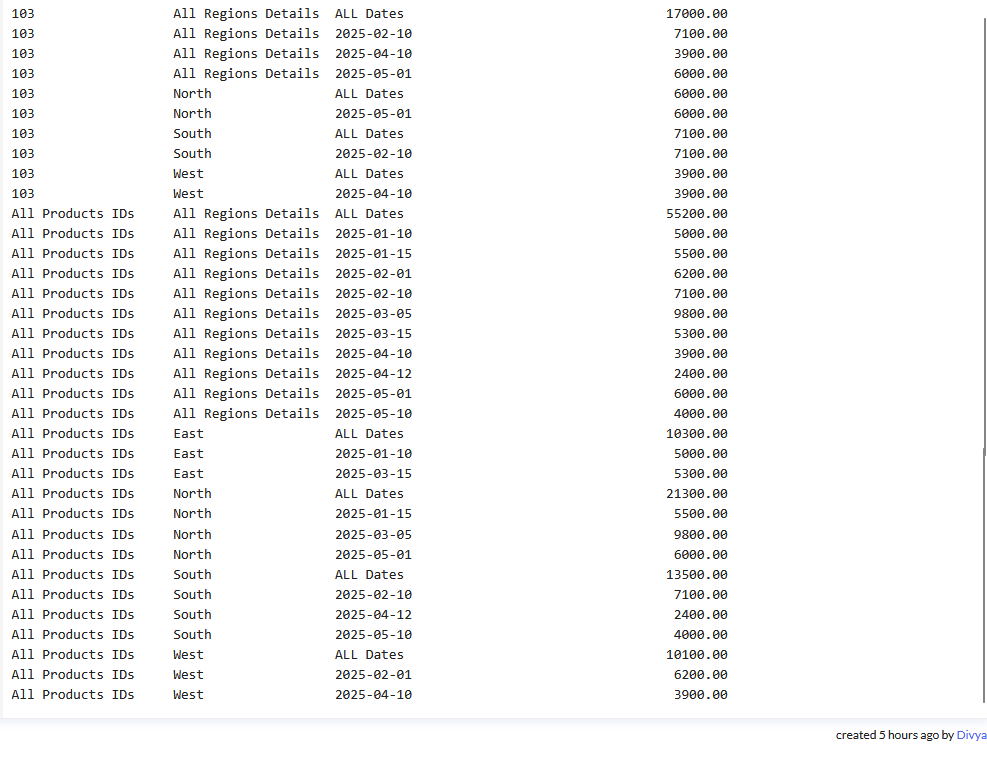 103 All Regions Details ALL Dates 17000.00
103 All Regions Details 2025-02-10 7100.00
103 All Regions Details 2025-04-10 3900.00
103 All Regions Details 2025-05-01 6000.00
103 North ALL Dates 6000.00
103 North 2025-05-01 6000.00
103 South ALL Dates 7100.00
103 South 2025-02-10 7100.00
103 West ALL Dates 3900.00
103 West 2025-04-10 3900.00
All Products IDs All Regions Details ALL Dates 55200.00
All Products IDs All Regions Details 2025-01-10 5000.00
All Products IDs All Regions Details 2025-01-15 5500.00
All Products IDs All Regions Details 2025-02-01 6200.00
All Products IDs All Regions Details 2025-02-10 7100.00
All Products IDs All Regions Details 2025-03-05 9800.00
All Products IDs All Regions Details 2025-03-15 5300.00
All Products IDs All Regions Details 2025-04-10 3900.00
All Products IDs All Regions Details 2025-04-12 2400.00
All Products IDs All Regions Details 2025-05-01 6000.00
All Products IDs All Regions Details 2025-05-10 4000.00
All Products IDs East ALL Dates 10300.00
All Products IDs East 2025-01-10 5000.00
All Products IDs East 2025-03-15 5300.00
All Products IDs North ALL Dates 21300.00
All Products IDs North 2025-01-15 5500.00
All Products IDs North 2025-03-05 9800.00
All Products IDs North 2025-05-01 6000.00
All Products IDs South ALL Dates 13500.00
All Products IDs South 2025-02-10 7100.00
All Products IDs South 2025-04-12 2400.00
All Products IDs South 2025-05-10 4000.00
All Products IDs West ALL Dates 10100.00
All Products IDs West 2025-02-01 6200.00
All Products IDs West 2025-04-10 3900.00
created 5 hours ago by Divya